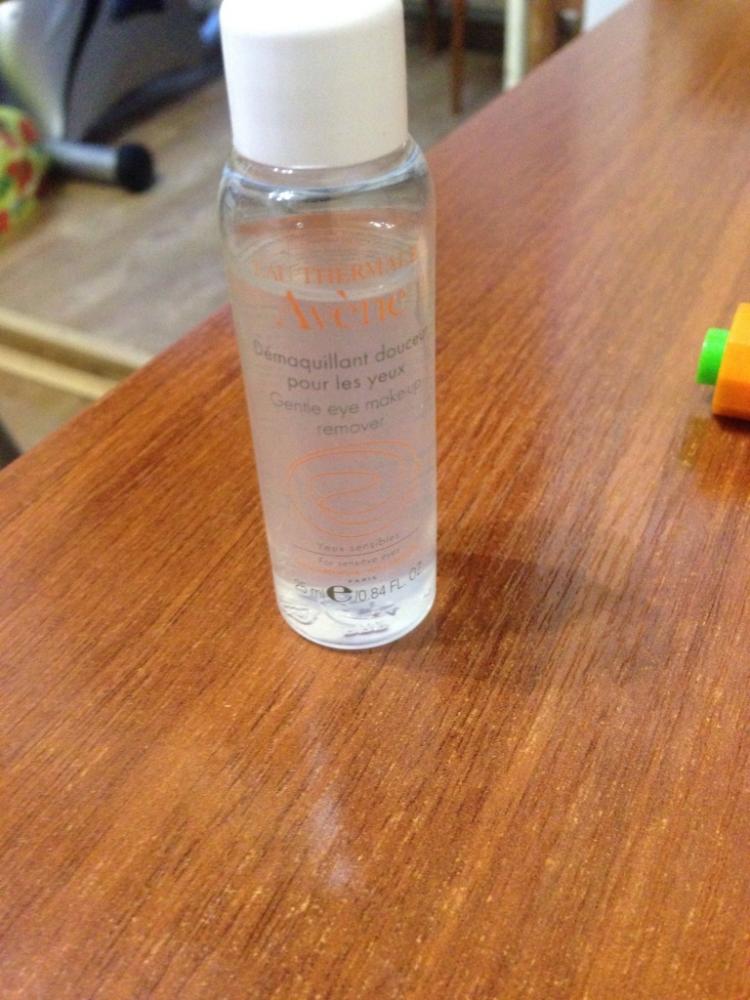 EAU THERMALE
Avène
Démaquillant douceur
pour les yeux
Gentle eye make-up
remover
Yeux sensibles
For sensitive eyes
PARIS
25 ml e/0.84 FL. OZ